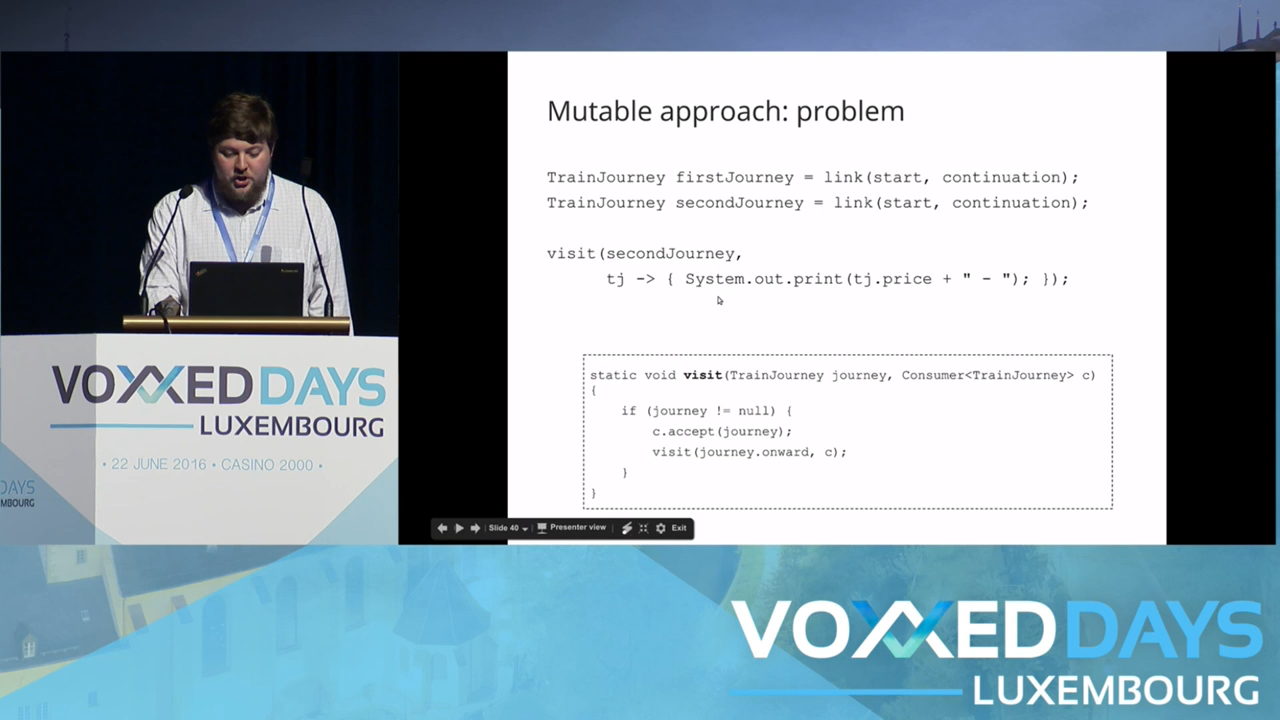 Mutable approach: problem
TrainJourney firstJourney = link(start, continuation);
TrainJourney secondJourney = link(start, continuation);
visit(secondJourney,
tj -> { System.out.print(tj.price + " - "); });
static void visit(TrainJourney journey, Consumer<TrainJourney> c)
{
if (journey != null) {
c.accept(journey);
visit(journey.onward, c);
}
}
Slide 40
Presenter view
Exit
VOXXED DAYS
LUXEMBOURG
• 22 JUNE 2016 • CASINO 2000 •
DAYS
MBOURG
VOXXED DAYS
LUXEMBOURG